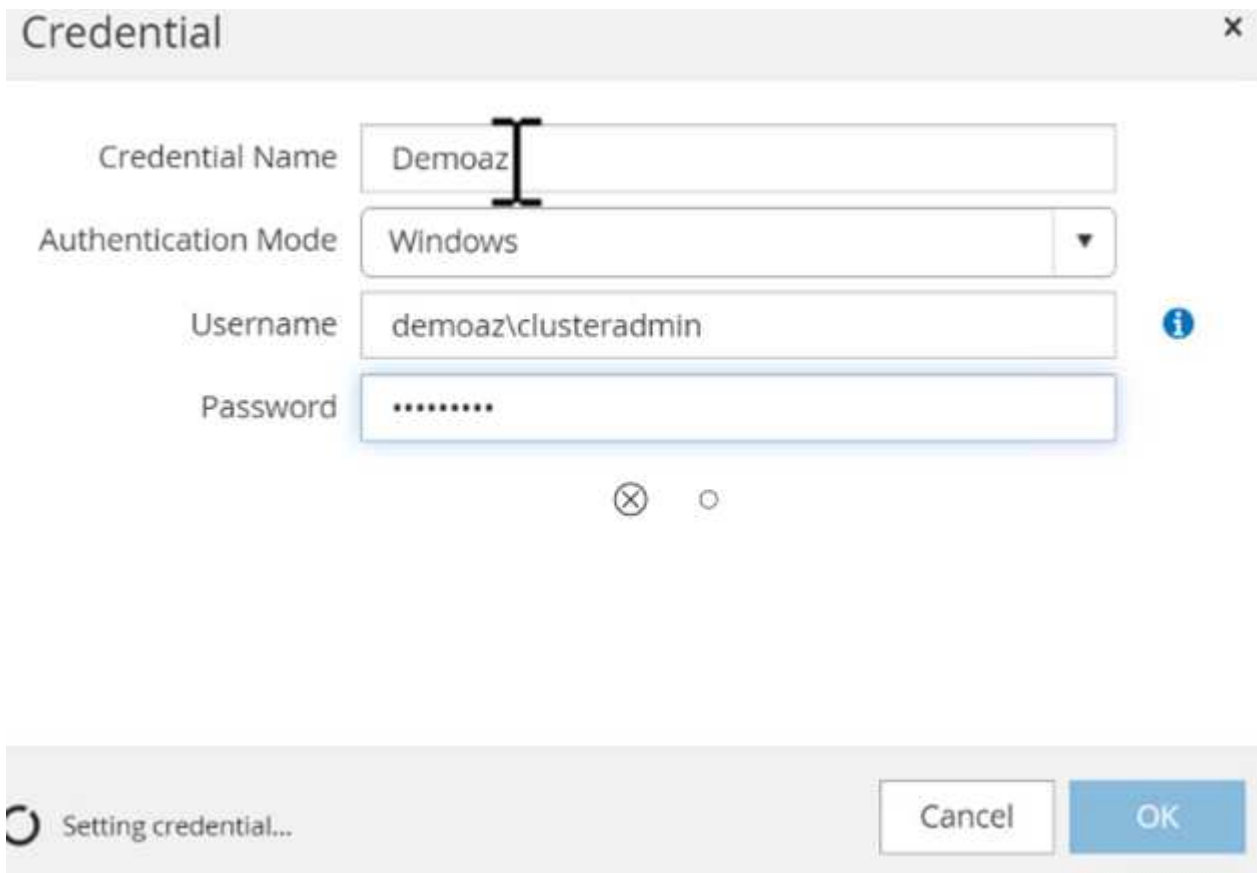 Credential
Credential Name Demoaz
Authentication Mode Windows
Username demoaz\clusteradmin
Password •••••••••
Setting credential...
Cancel OK